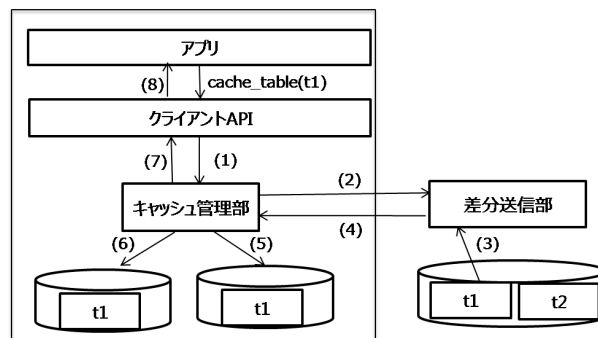 アプリ
(8)
cache_table(t1)
クライアントAPI
(7)
(1)
(2)
キャッシュ管理部
差分送信部
(4)
(6)
(5)
(3)
t1
t1
t1
t2